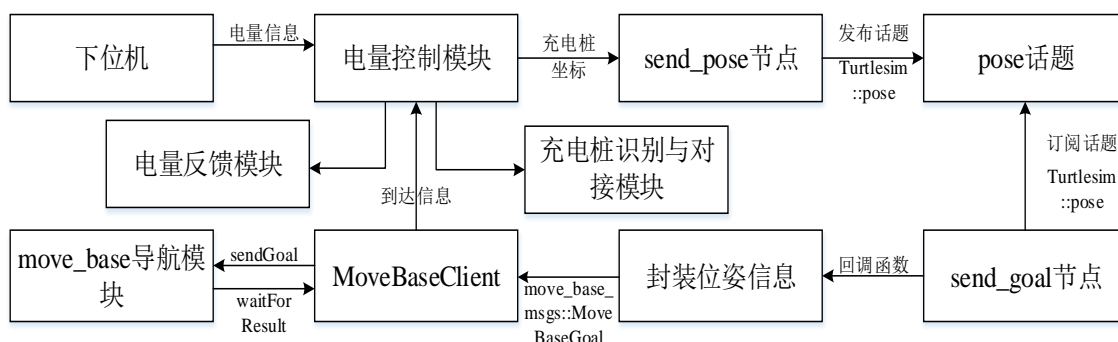 下位机
电量信息
电量控制模块
充电桩
坐标
send_pose节点
发布话题
Turtlesim
::pose
pose话题
电量反馈模块
到达信息
充电桩识别与对
接模块
订阅话题
Turtlesim
::pose
move_base导航模
块
sendGoal
waitFor
Result
MoveBaseClient
move_base_
msgs::Move
BaseGoal
封装位姿信息
回调函数
send_goal节点